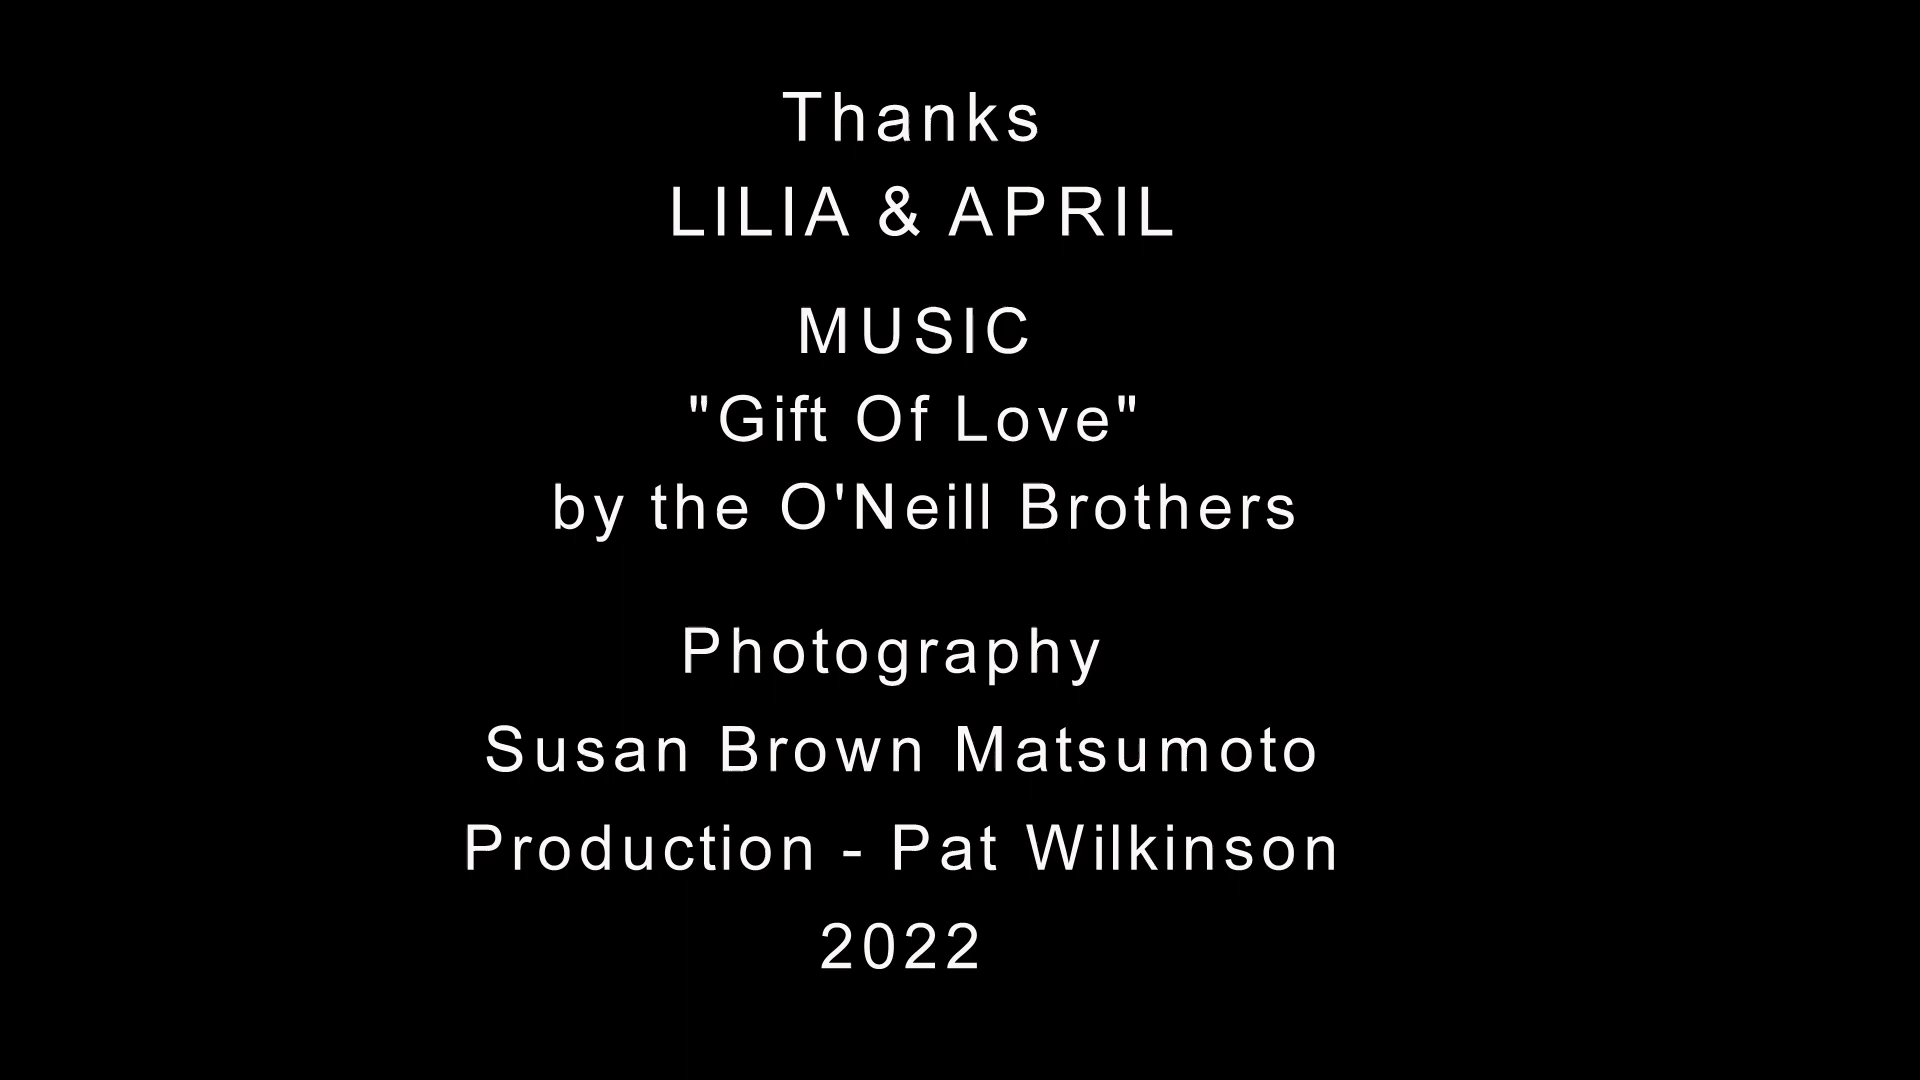 Thanks
LILIA & APRIL
MUSIC
"Gift Of Love"
by the O'Neill Brothers
Photography
Susan Brown Matsumoto
Production - Pat Wilkinson
2022